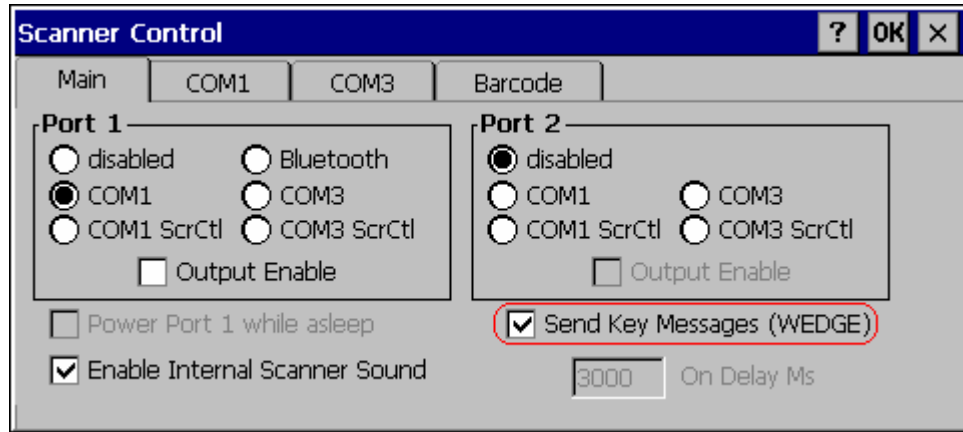 Scanner Control ? OK ×
Main COM1 COM3 Barcode
Port 1
disabled Bluetooth
COM1 COM3
COM1 ScrCtl COM3 ScrCtl
Output Enable
Port 2
disabled
COM1 COM3
COM1 ScrCtl COM3 ScrCtl
Output Enable
Power Port 1 while asleep
Send Key Messages (WEDGE)
Enable Internal Scanner Sound
3000 On Delay Ms